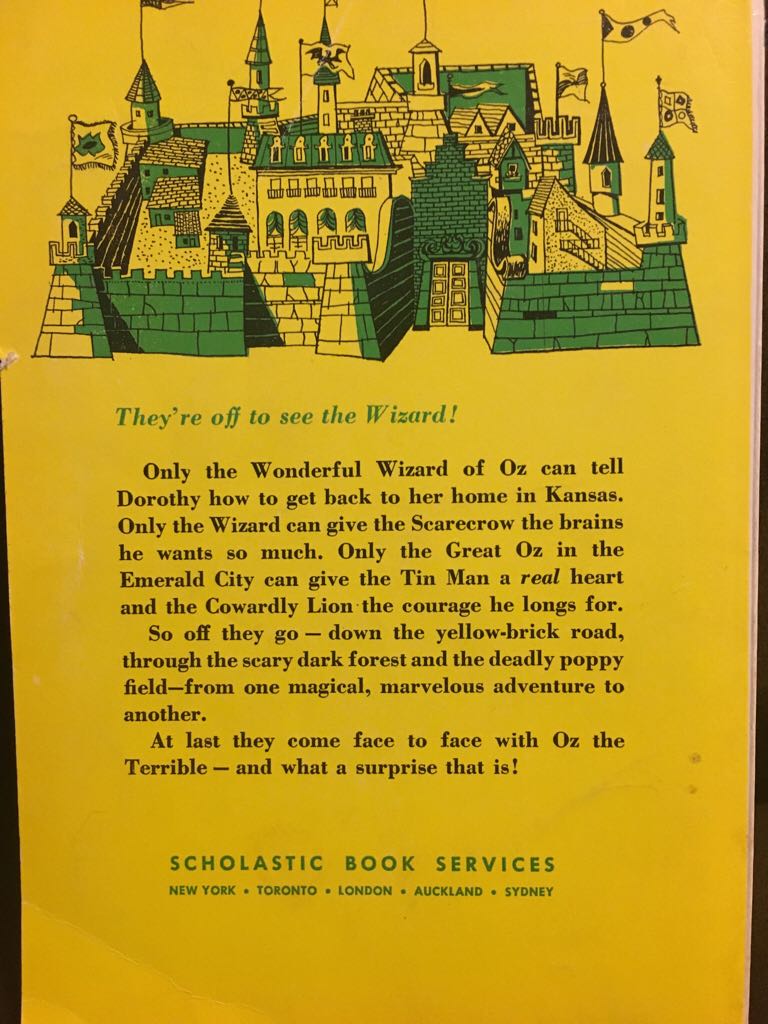 They're off to see the Wizard!
Only the Wonderful Wizard of Oz can tell
Dorothy how to get back to her home in Kansas.
Only the Wizard can give the Scarecrow the brains
he wants so much. Only the Great Oz in the
Emerald City can give the Tin Man a real heart
and the Cowardly Lion the courage he longs for.
So off they go — down the yellow-brick road,
through the scary dark forest and the deadly poppy
field—from one magical, marvelous adventure to
another.
At last they come face to face with Oz the
Terrible — and what a surprise that is!
SCHOLASTIC BOOK SERVICES
NEW YORK • TORONTO • LONDON • AUCKLAND • SYDNEY